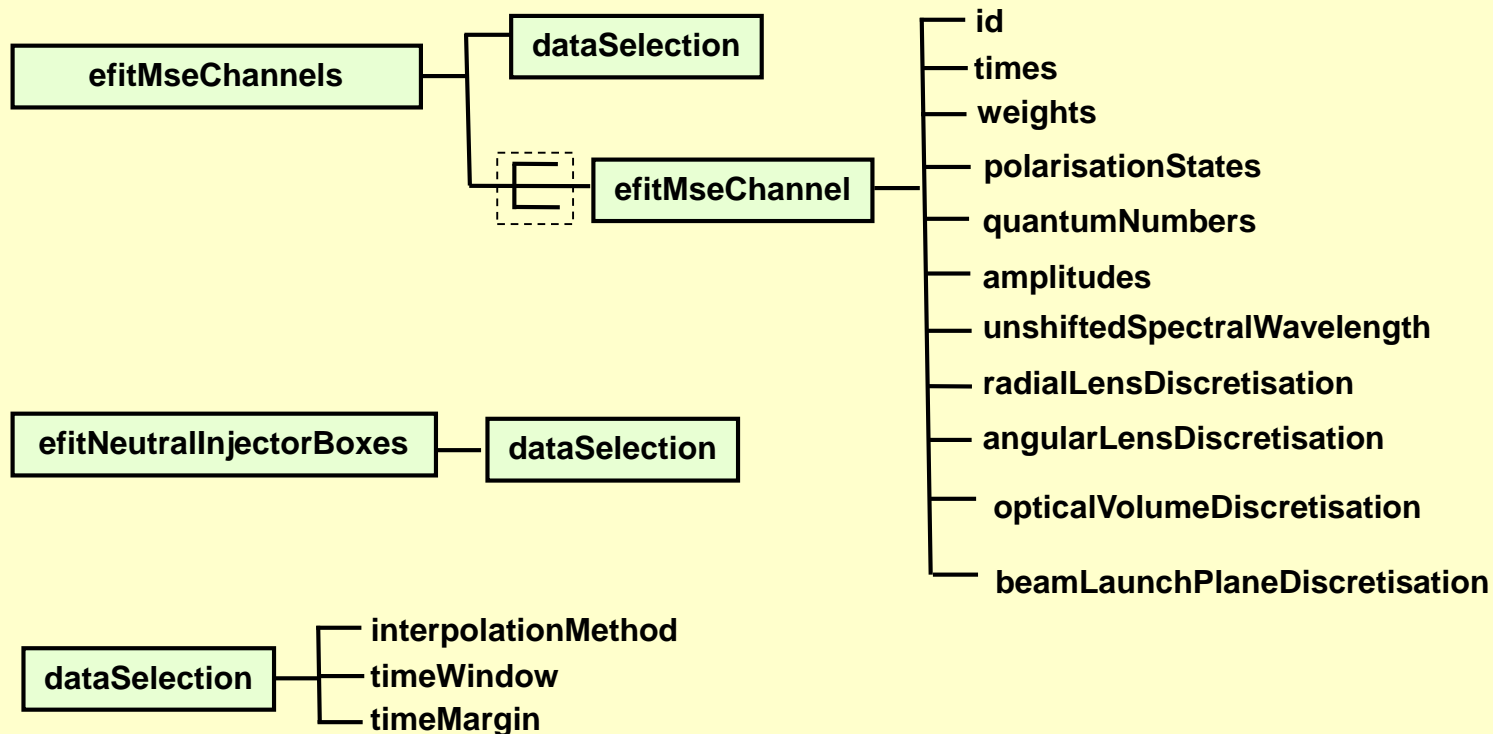 efitMseChannels
dataSelection
efitMseChannel
id
times
weights
polarisationStates
quantumNumbers
amplitudes
unshiftedSpectralWavelength
radialLensDiscretisation
angularLensDiscretisation
opticalVolumeDiscretisation
beamLaunchPlaneDiscretisation
efitNeutralInjectorBoxes
dataSelection
dataSelection
interpolationMethod
timeWindow
timeMargin